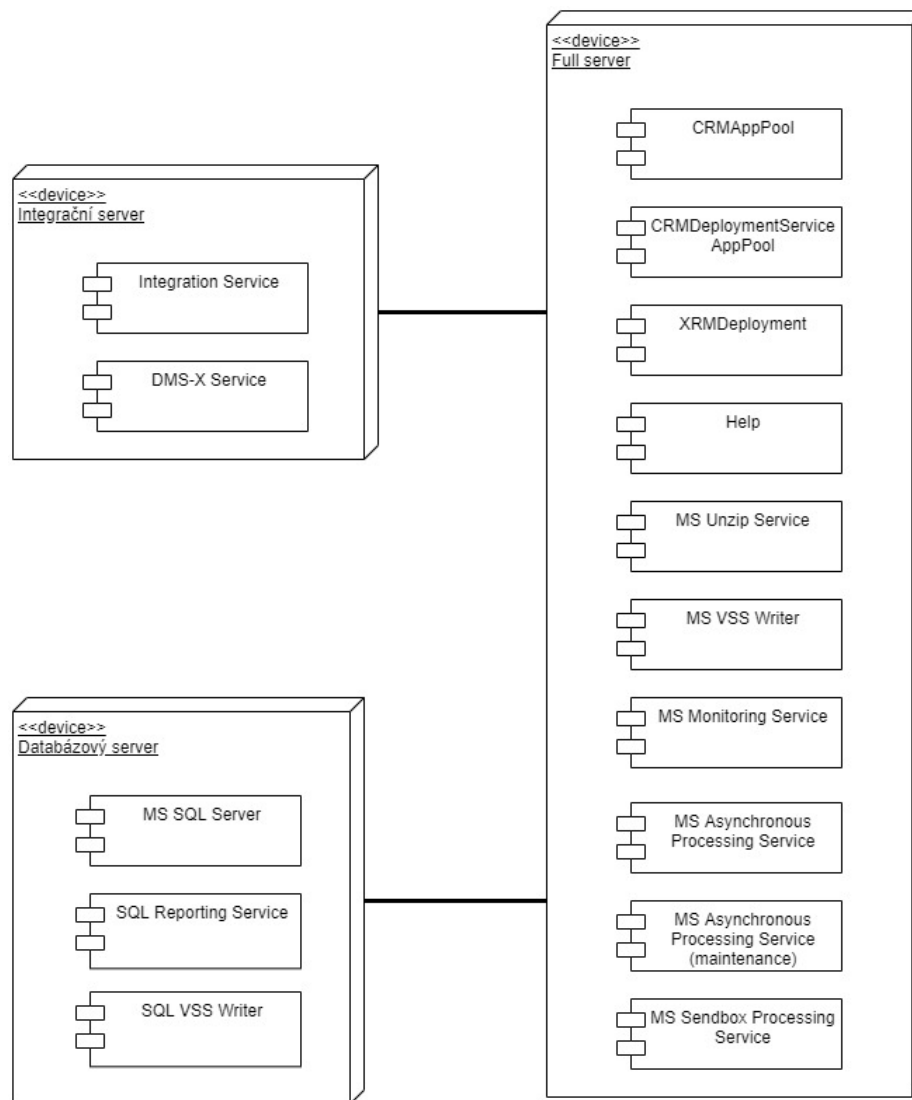 <<device>>
Full server
CRMAppPool
CRMDeploymentService
AppPool
XRMDeployment
Help
MS Unzip Service
MS VSS Writer
MS Monitoring Service
MS Asynchronous
Processing Service
MS Asynchronous
Processing Service
(maintenance)
MS Sendbox Processing
Service
<<device>>
Integrační server
Integration Service
DMS-X Service
<<device>>
Databázový server
MS SQL Server
SQL Reporting Service
SQL VSS Writer